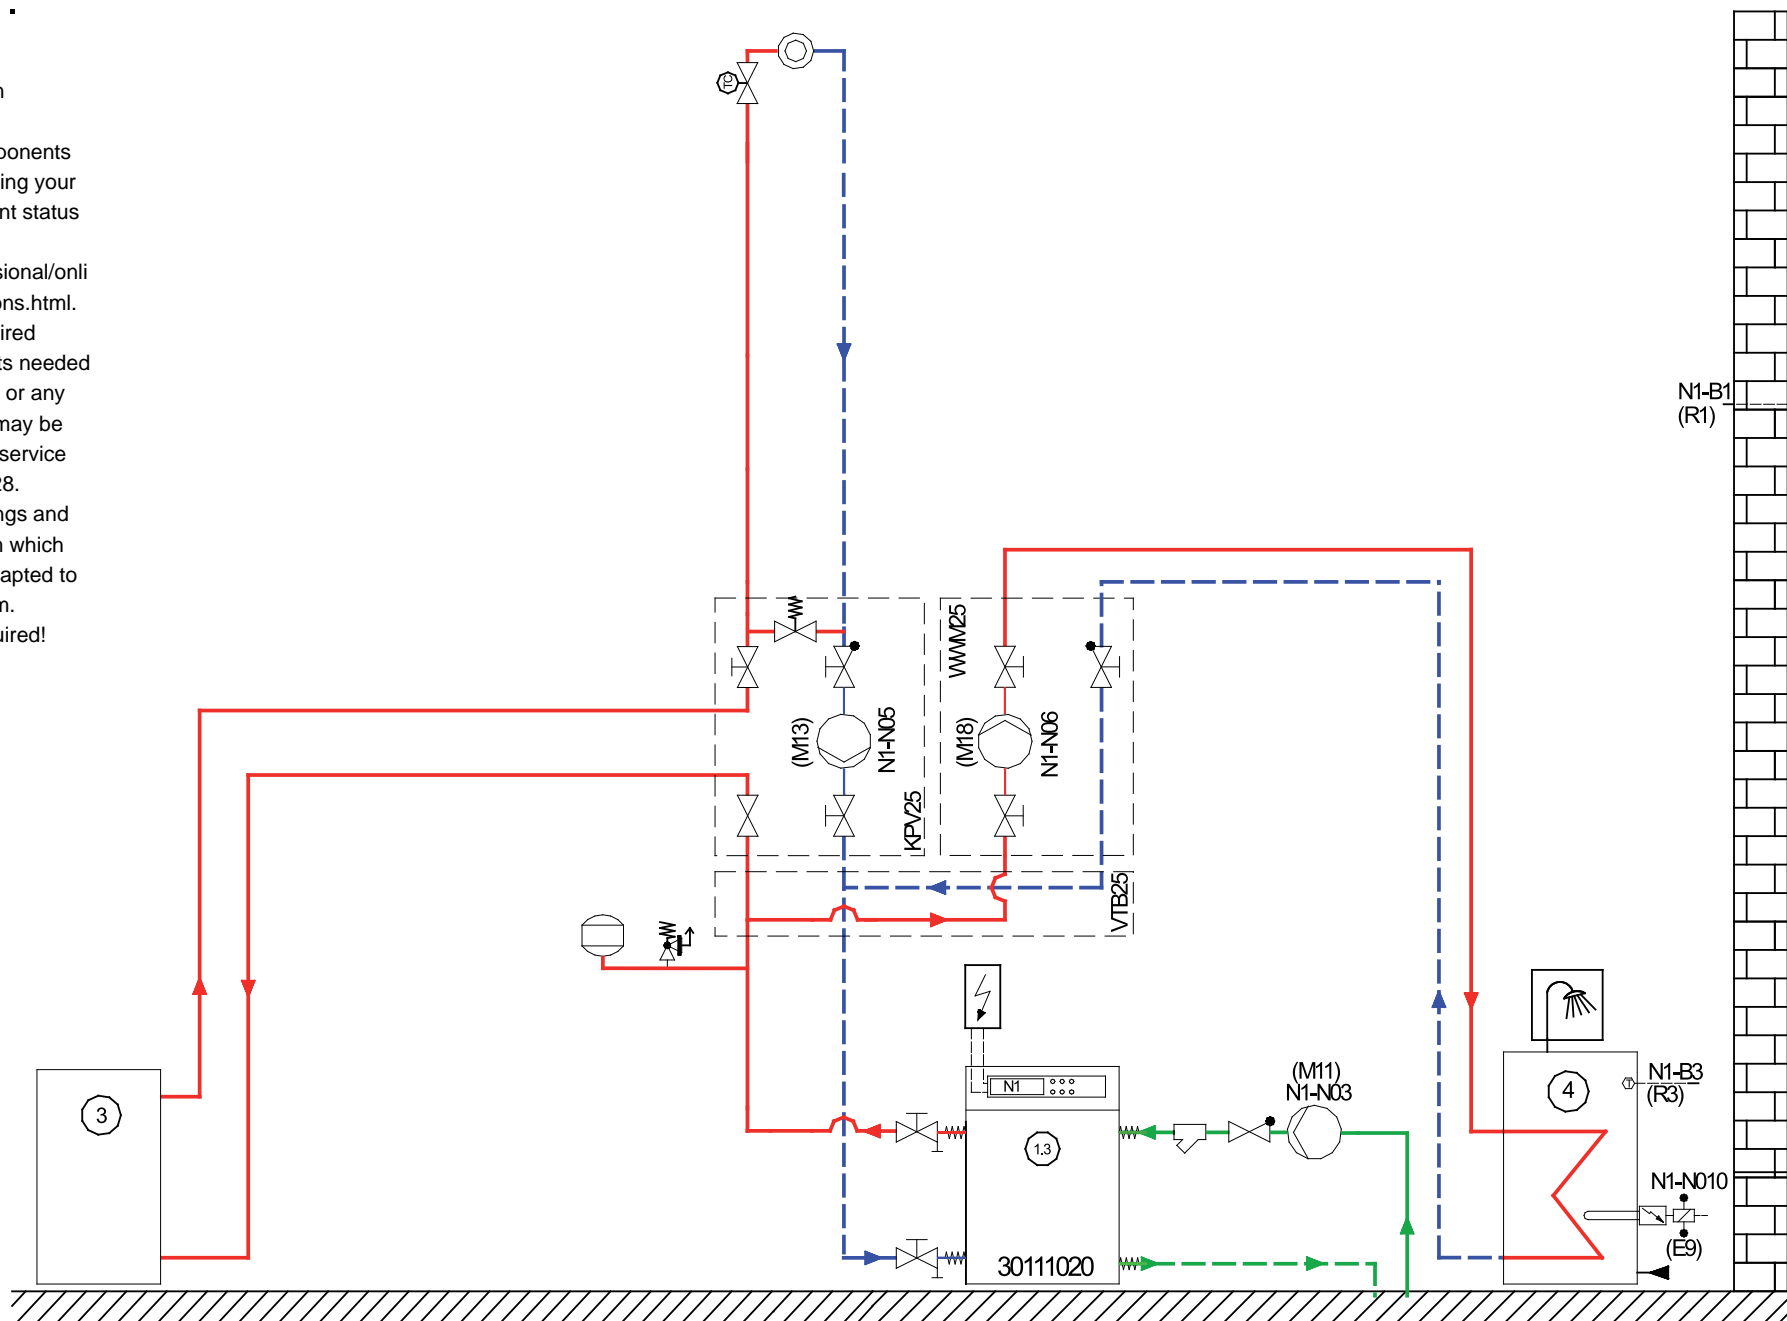 n
ponents
ing your
nt status
sional/onli
ons.html.
ired
ts needed
or any
may be
service
28.
ngs and
n which
apted to
n.
uired!
TC
N1-B1
(R1)
WWM25
(M13)
N1-N05
(M18)
N1-N06
KPV25
VTB25
N1
(M11)
N1-N03
1.3
30111020
3
4
T
N1-B3
(R3)
N1-N010
(E9)